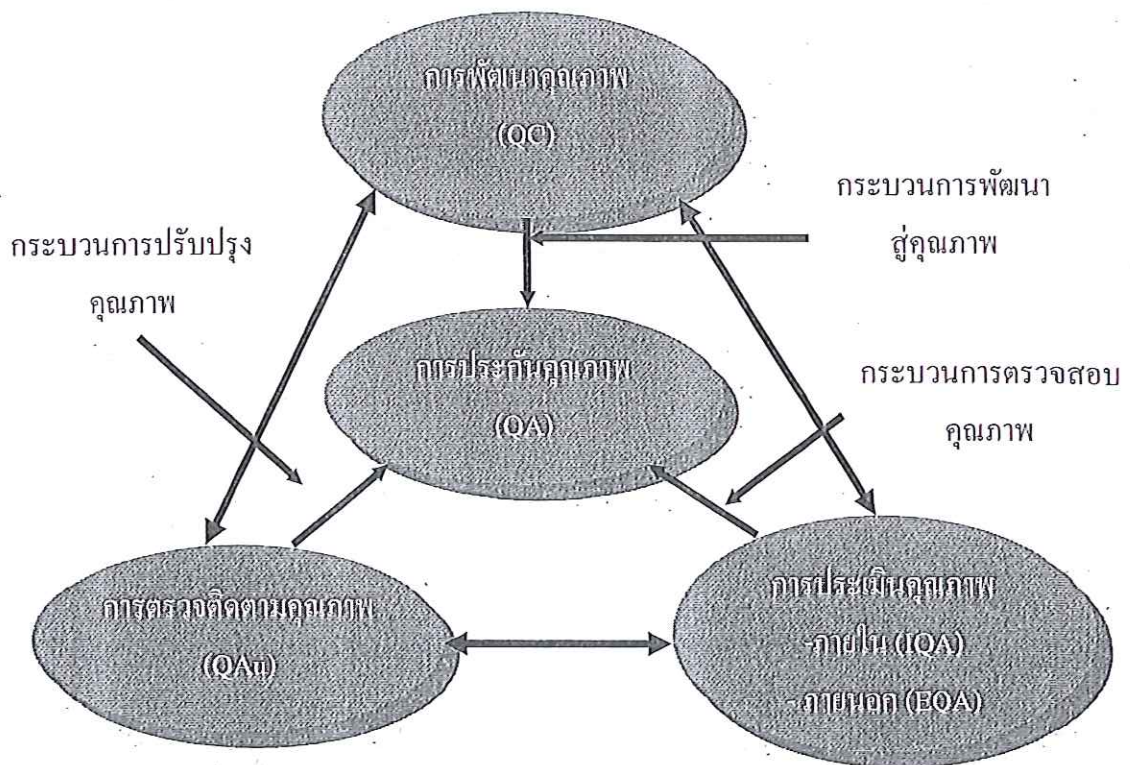 การพัฒนาคุณภาพ
(QC)
กระบวนการพัฒนา
สู่คุณภาพ
กระบวนการปรับปรุง
คุณภาพ
การประกันคุณภาพ
(QA)
กระบวนการตรวจสอบ
คุณภาพ
การตรวจติดตามคุณภาพ
(QAu)
การประเมินคุณภาพ
-ภายใน (IQA)
- ภายนอก (EQA)